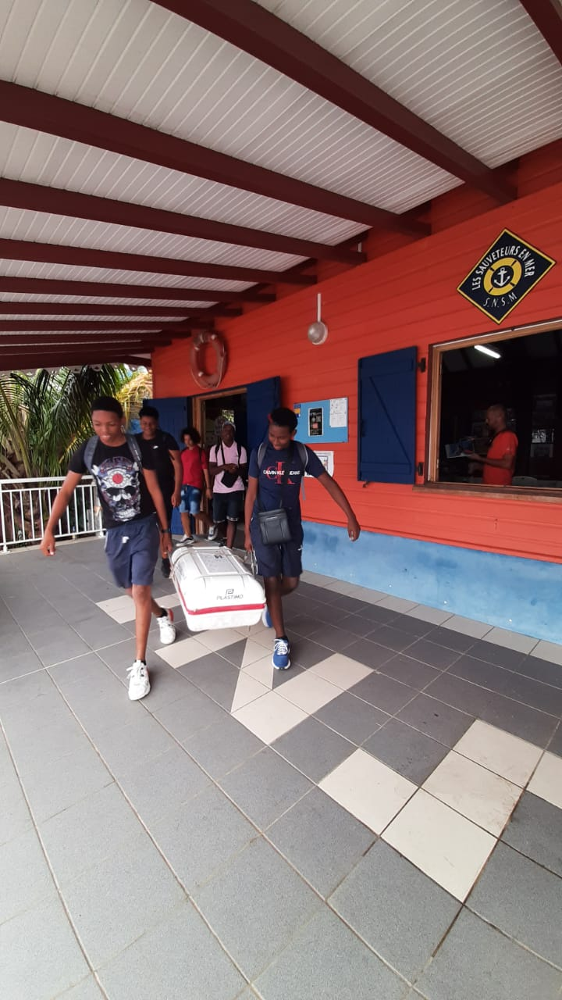 LES SAUVETEURS EN MER
S.N.S.M
CALVIN KLEIN JEANS
PLASTIMO